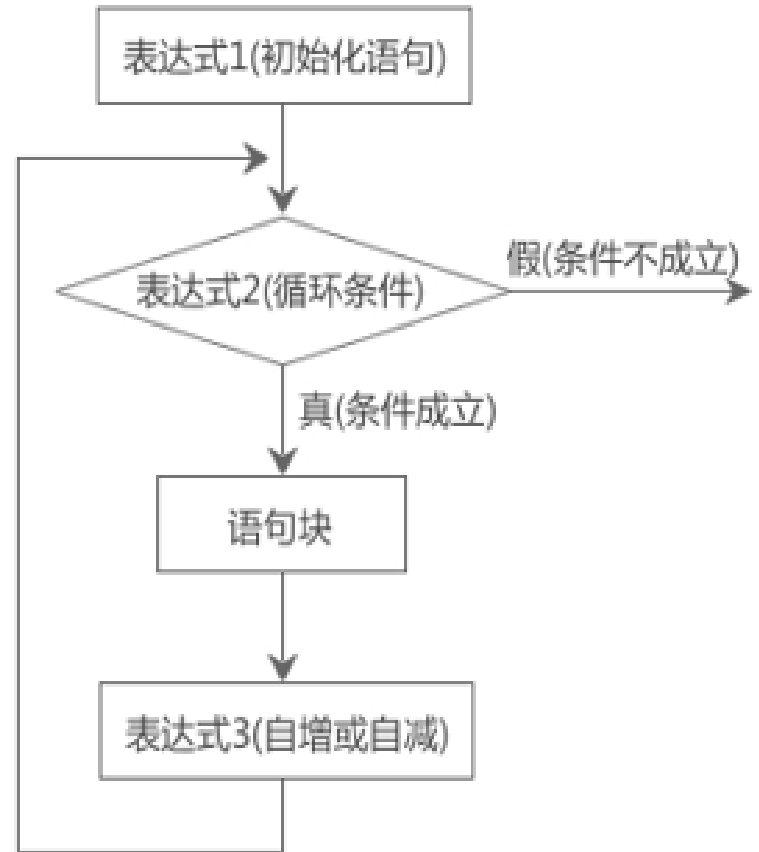 表达式1(初始化语句)
表达式2(循环条件)
假(条件不成立)
真(条件成立)
语句块
表达式3(自增或自减)